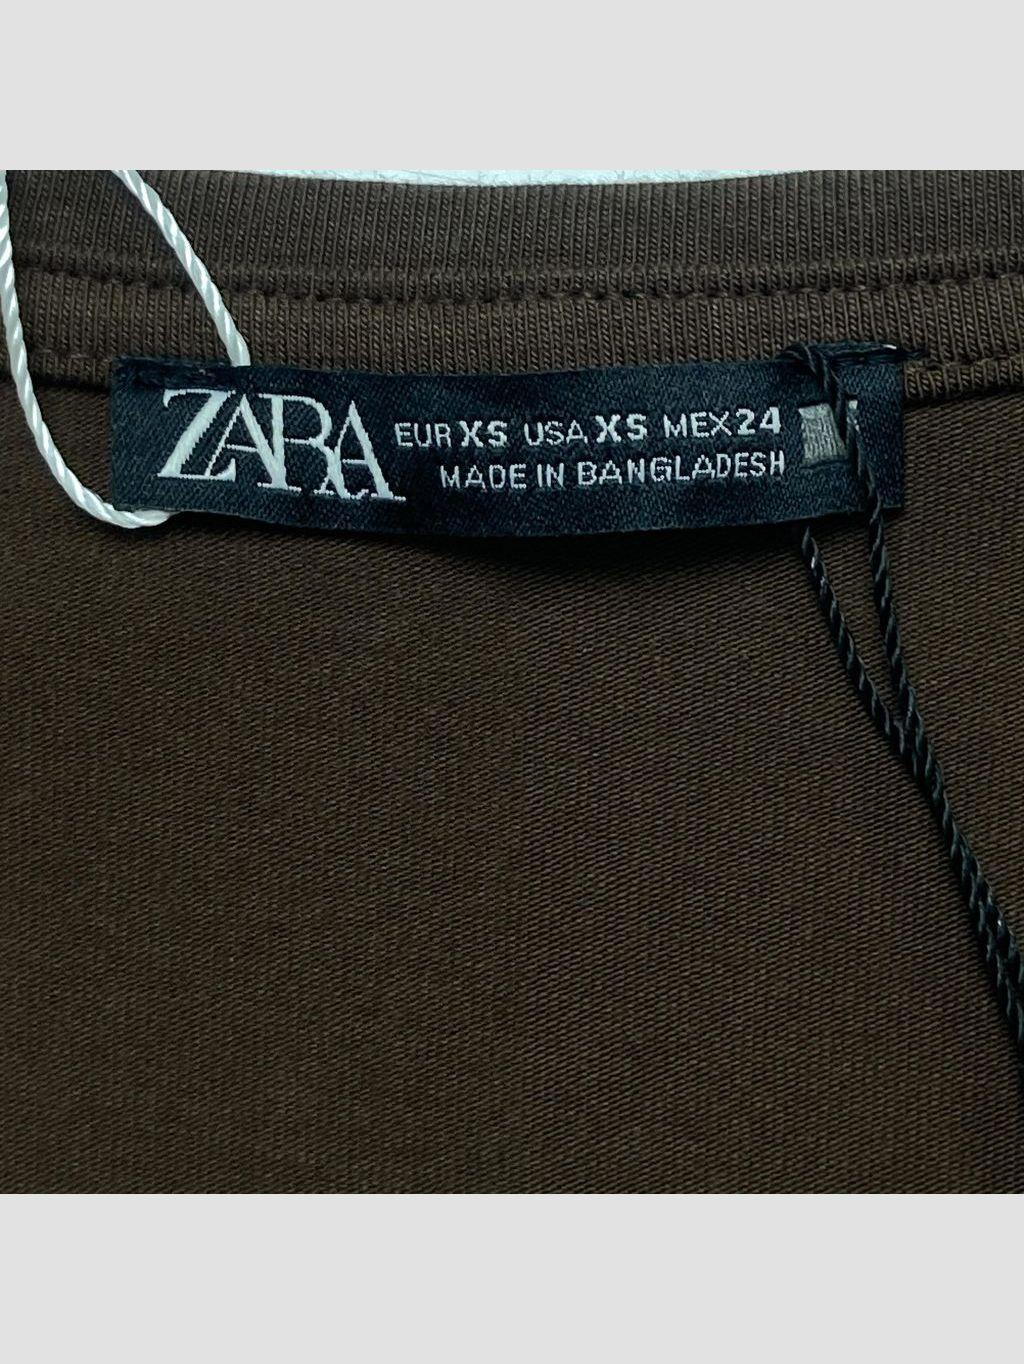 ZARA
EUR XS USA XS MEX 24
MADE IN BANGLADESH